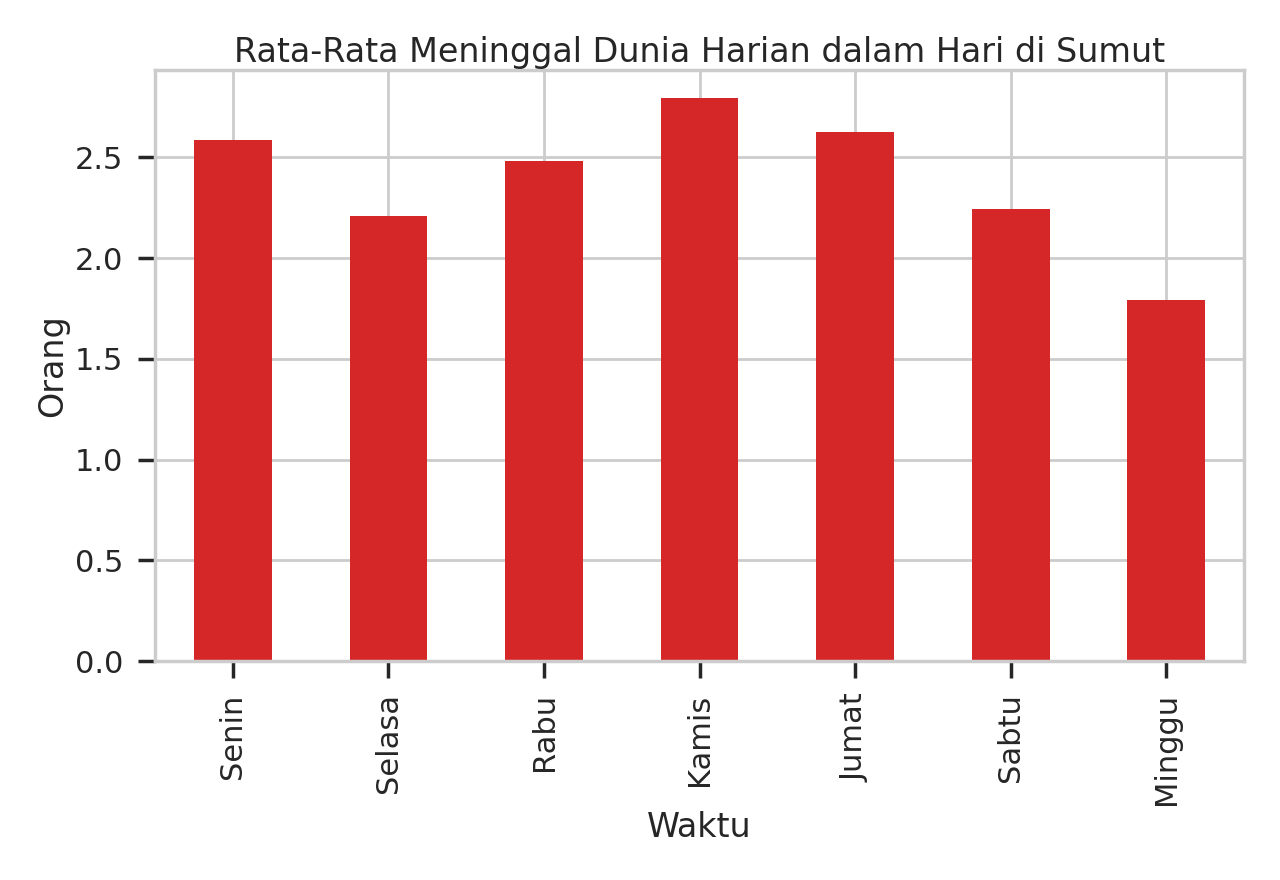 Rata-Rata Meninggal Dunia Harian dalam Hari di Sumut
2.5
2.0
1.5
1.0
0.5
0.0
Orang
Senin
Selasa
Rabu
Kamis
Jumat
Sabtu
Minggu
Waktu